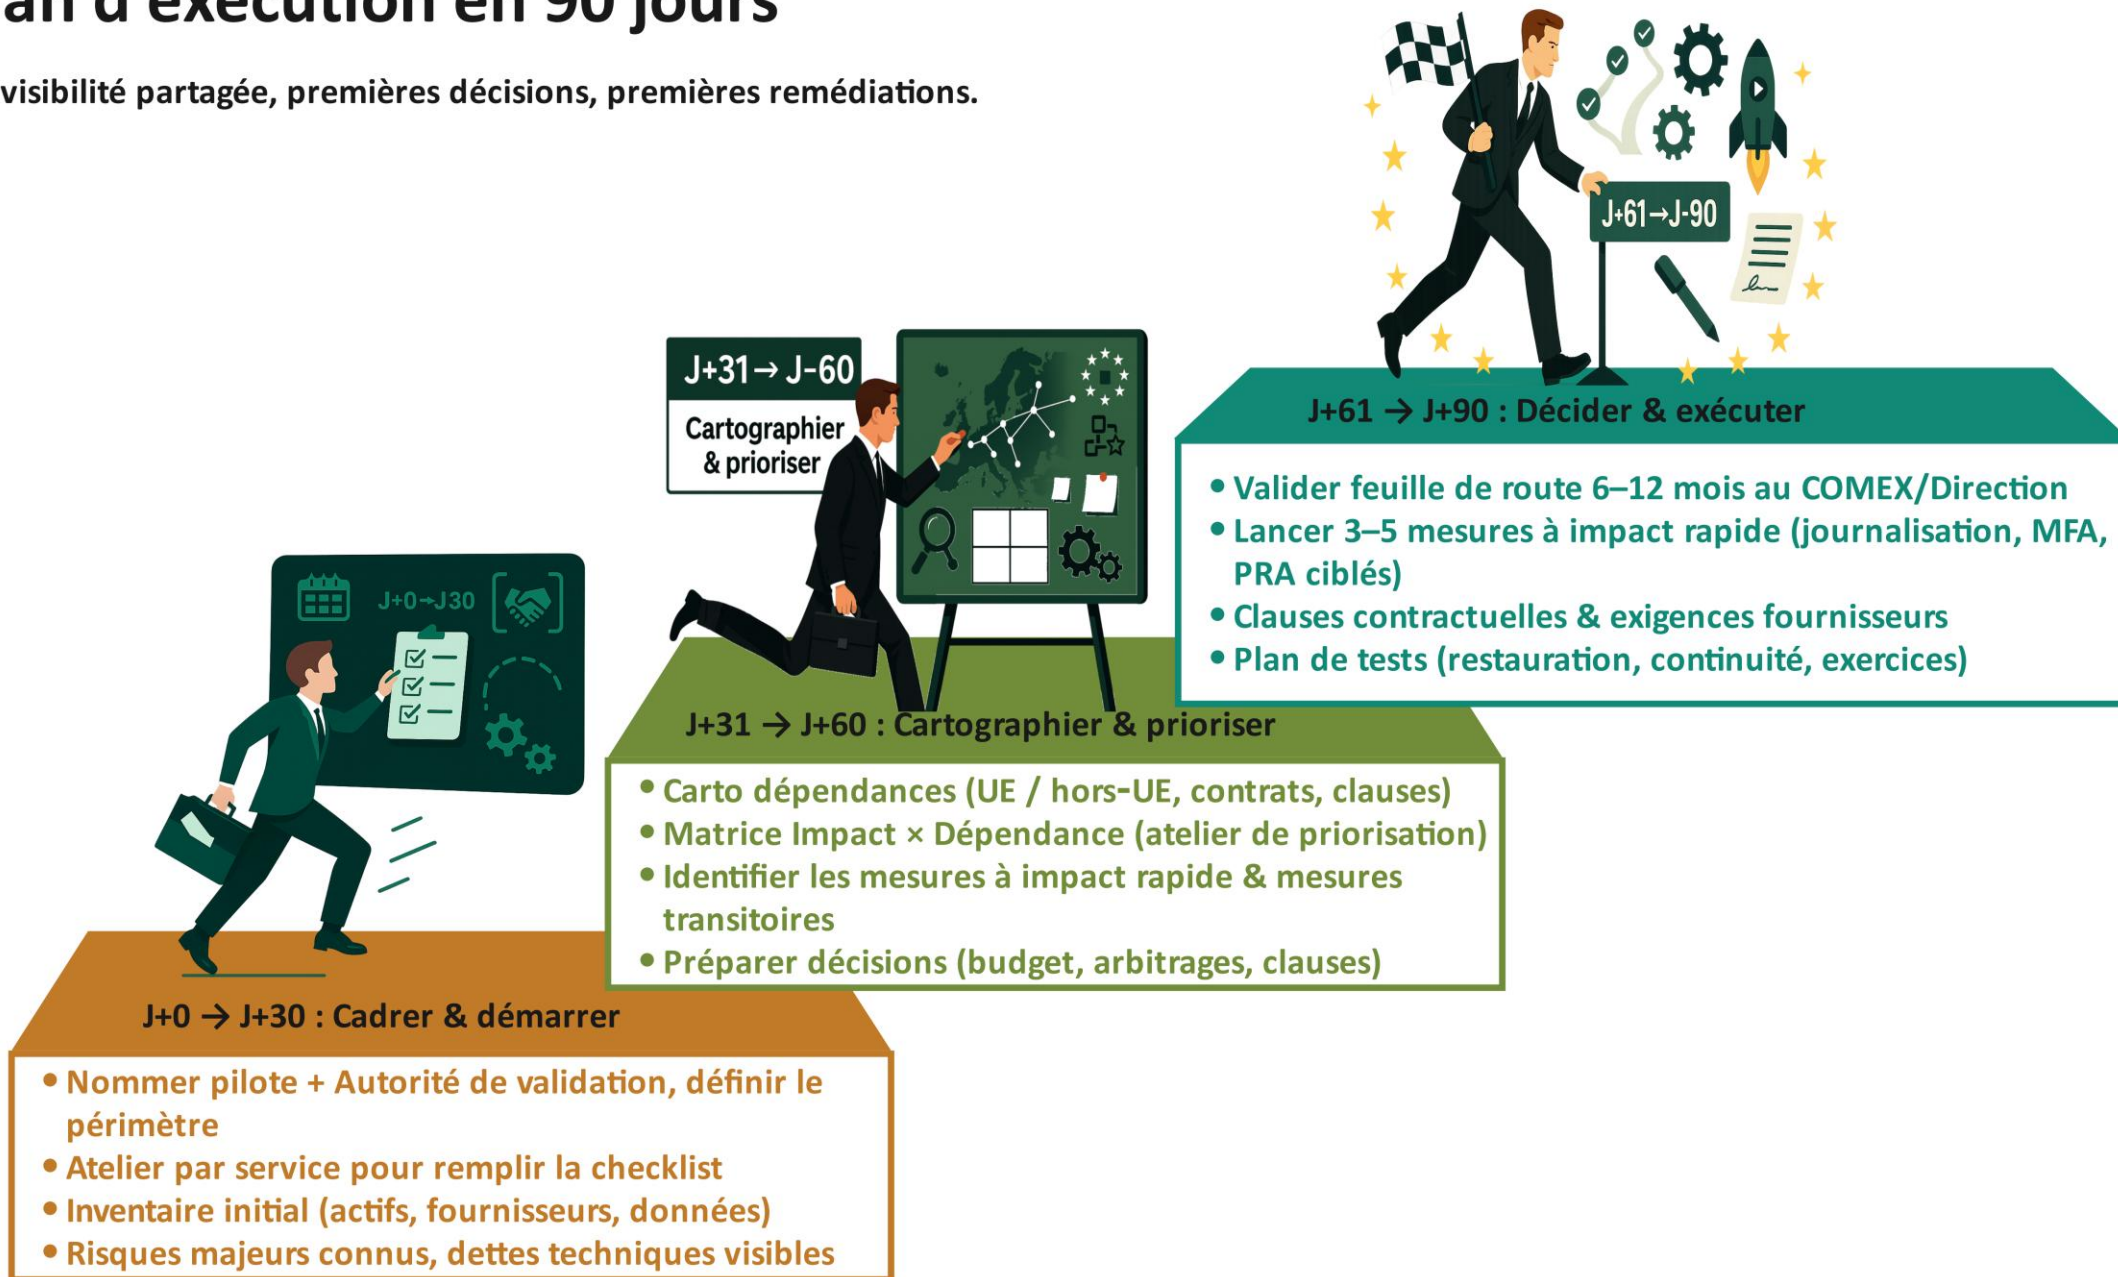 an d'exécution en 90 jours
visibilité partagée, premières décisions, premières remédiations.
J+61→J-90
J+61 → J+90 : Décider & exécuter
• Valider feuille de route 6–12 mois au COMEX/Direction
• Lancer 3–5 mesures à impact rapide (journalisation, MFA,
PRA ciblés)
• Clauses contractuelles & exigences fournisseurs
• Plan de tests (restauration, continuité, exercices)
J+31→ J-60
Cartographier
& prioriser
J+31 → J+60 : Cartographier & prioriser
• Carto dépendances (UE / hors-UE, contrats, clauses)
• Matrice Impact × Dépendance (atelier de priorisation)
• Identifier les mesures à impact rapide & mesures
transitoires
• Préparer décisions (budget, arbitrages, clauses)
J+0→J30
J+0 → J+30 : Cadrer & démarrer
• Nommer pilote + Autorité de validation, définir le
périmètre
• Atelier par service pour remplir la checklist
• Inventaire initial (actifs, fournisseurs, données)
• Risques majeurs connus, dettes techniques visibles